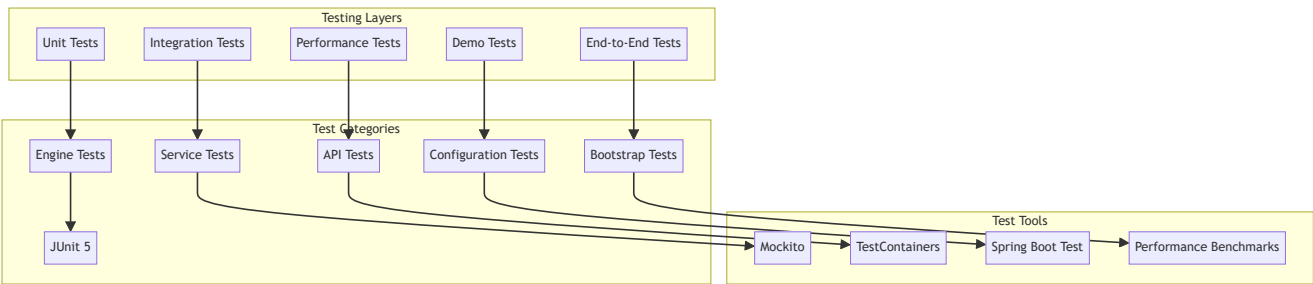 Testing Layers
Unit Tests
Integration Tests
Performance Tests
Demo Tests
End-to-End Tests
Test Categories
Engine Tests
Service Tests
API Tests
Configuration Tests
Bootstrap Tests
JUnit 5
Test Tools
Mockito
TestContainers
Spring Boot Test
Performance Benchmarks